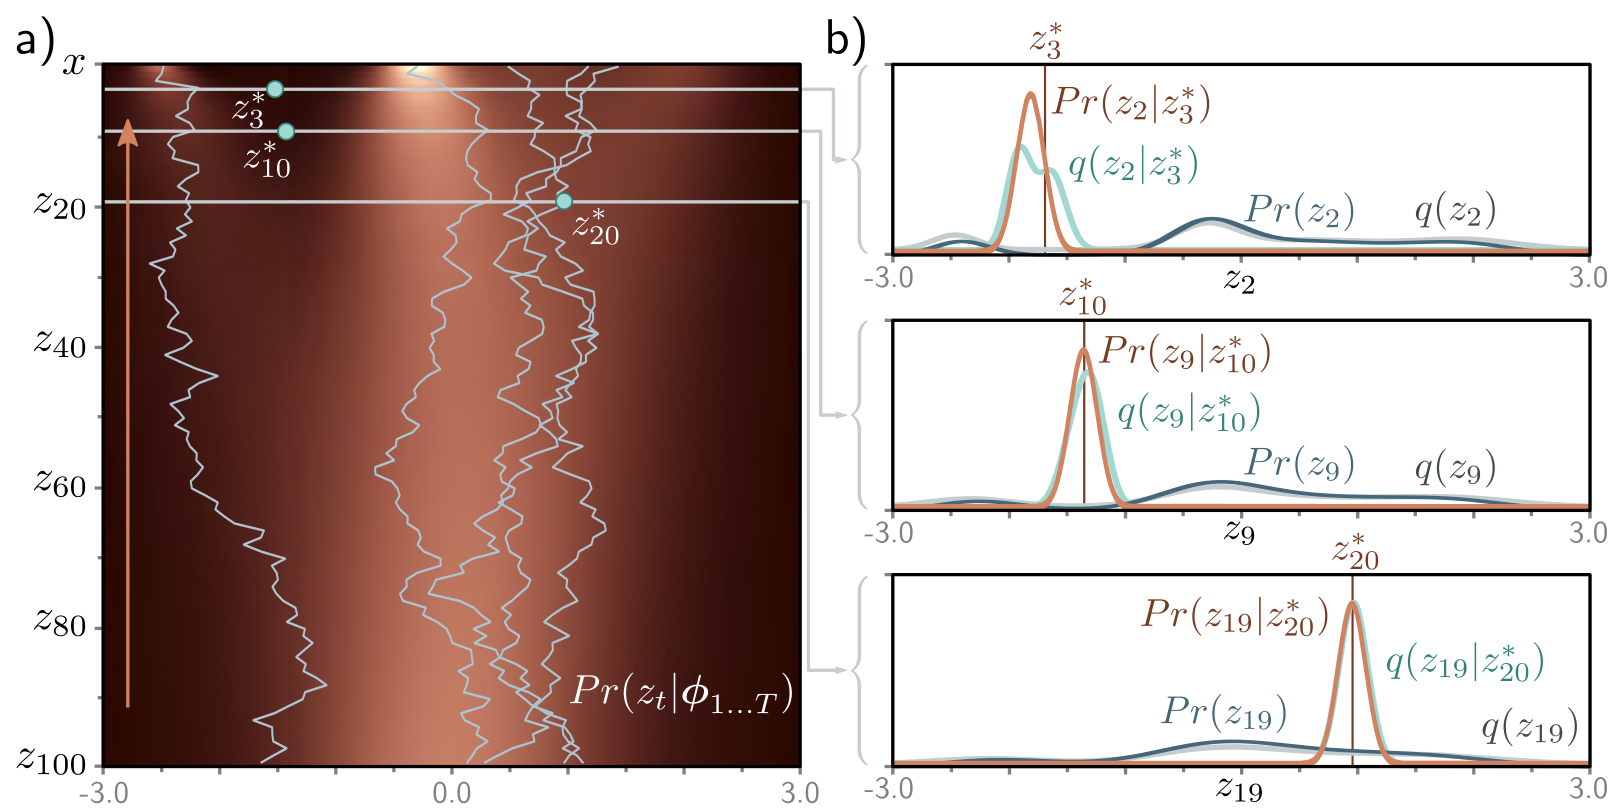 a)
x
z*3
z*10
z20
z*20
z40
z60
z80
Pr(zt|ϕ1...T)
z100
-3.0 0.0 3.0
b)
z*3
Pr(z2|z*3)
q(z2|z*3)
Pr(z2) q(z2)
-3.0 z2 3.0
z*10
Pr(z9|z*10)
q(z9|z*10)
Pr(z9) q(z9)
-3.0 z9 3.0
z*20
Pr(z19|z*20)
q(z19|z*20)
Pr(z19) q(z19)
-3.0 z19 3.0